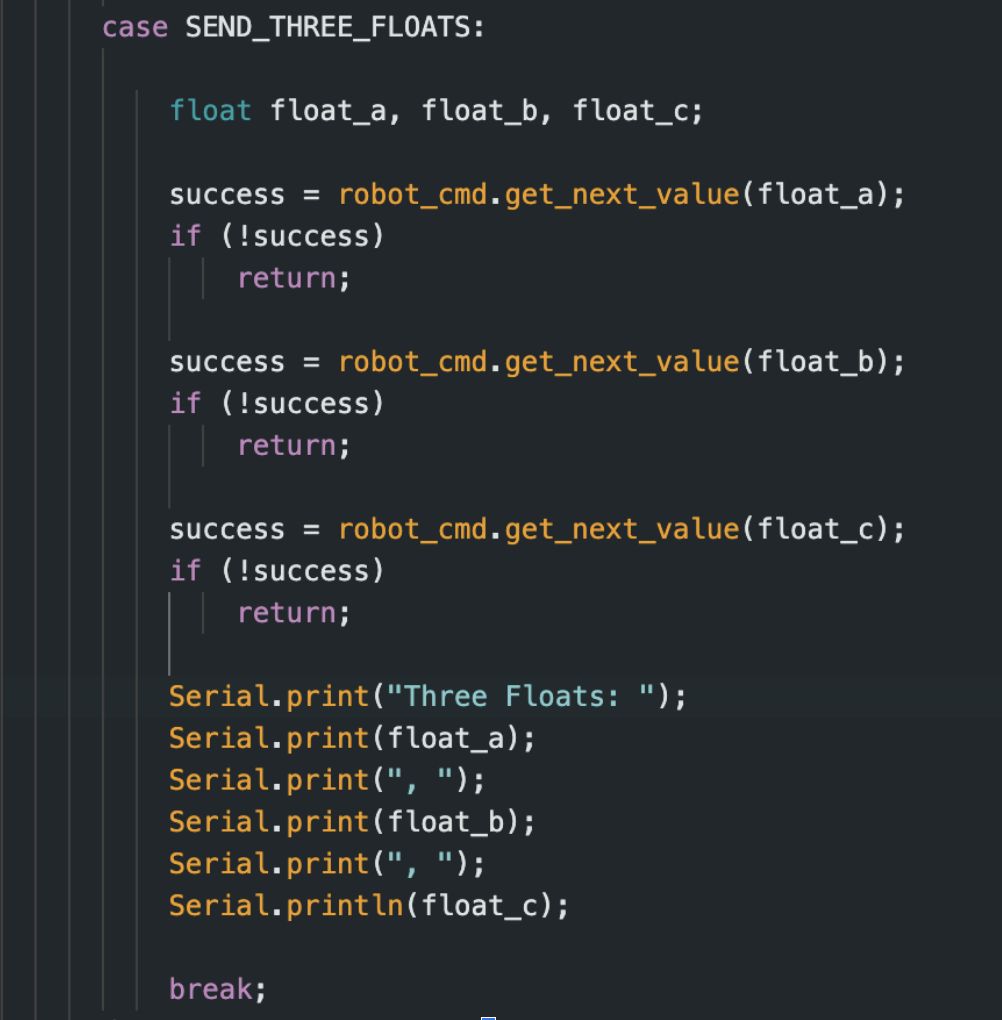 case SEND_THREE_FLOATS:
float float_a, float_b, float_c;
success = robot_cmd.get_next_value(float_a);
if (!success)
return;
success = robot_cmd.get_next_value(float_b);
if (!success)
return;
success = robot_cmd.get_next_value(float_c);
if (!success)
return;
Serial.print("Three Floats: ");
Serial.print(float_a);
Serial.print(", ");
Serial.print(float_b);
Serial.print(", ");
Serial.println(float_c);
break;